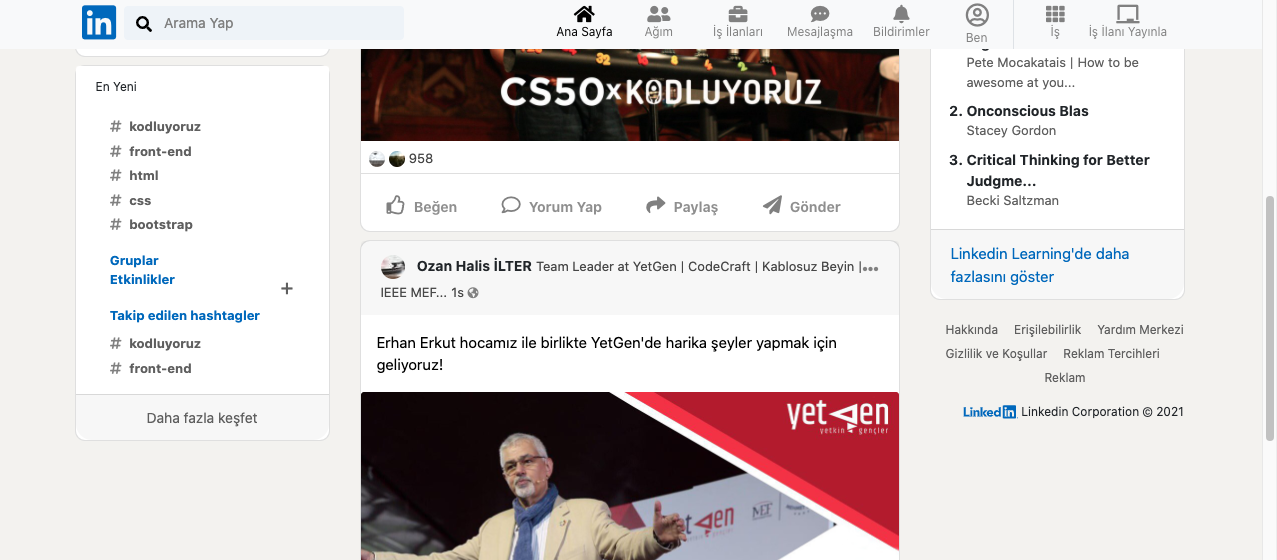 in
Arama Yap
Ana Sayfa
Ağım
İş İlanları
Mesajlaşma
Bildirimler
Ben
İş
İş İlanı Yayınla
En Yeni
# kodluyoruz
# front-end
# html
# css
# bootstrap
Gruplar
Etkinlikler
+
Takip edilen hashtagler
# kodluyoruz
# front-end
Daha fazla keşfet
CS50xKODLUYORUZ
958
Beğen
Yorum Yap
Paylaş
Gönder
Ozan Halis İLTER Team Leader at YetGen | CodeCraft | Kablosuz Beyin |
IEEE MEF... 1s
Erhan Erkut hocamız ile birlikte YetGen'de harika şeyler yapmak için
geliyoruz!
yetgen
yetkin gençler
MEF
yetgen
Pete Mocakatais | How to be
awesome at you...
2. Onconscious Blas
Stacey Gordon
3. Critical Thinking for Better
Judgme...
Becki Saltzman
Linkedin Learning'de daha
fazlasını göster
Hakkında Erişilebilirlik Yardım Merkezi
Gizlilik ve Koşullar Reklam Tercihleri
Reklam
Linkedin Linkedin Corporation © 2021